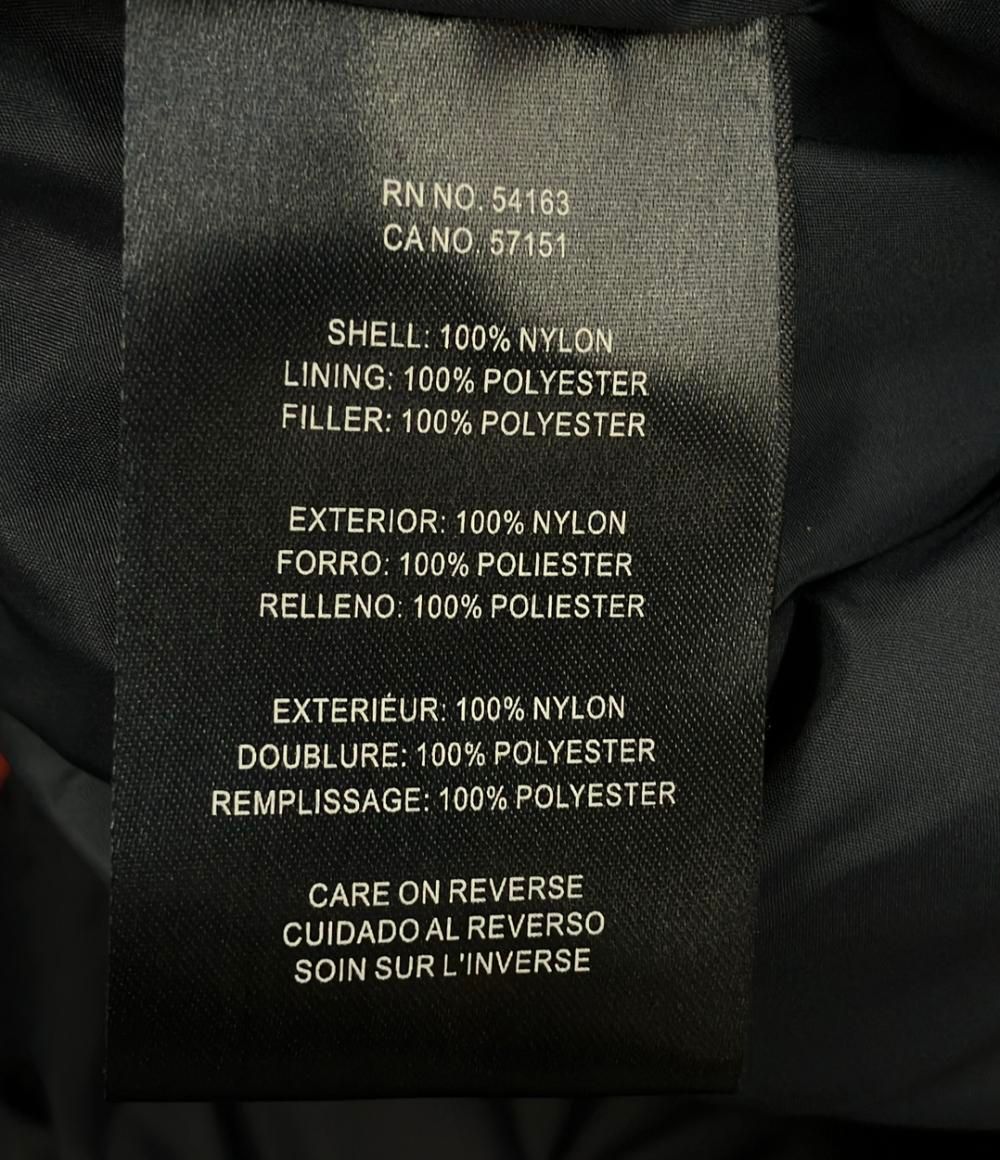 RN NO. 54163
CA NO. 57151
SHELL: 100% NYLON
LINING: 100% POLYESTER
FILLER: 100% POLYESTER
EXTERIOR: 100% NYLON
FORRO: 100% POLIESTER
RELLENO: 100% POLIESTER
EXTERIÉUR: 100% NYLON
DOUBLURE: 100% POLYESTER
REMPLISSAGE: 100% POLYESTER
CARE ON REVERSE
CUIDADO AL REVERSO
SOIN SUR L'INVERSE